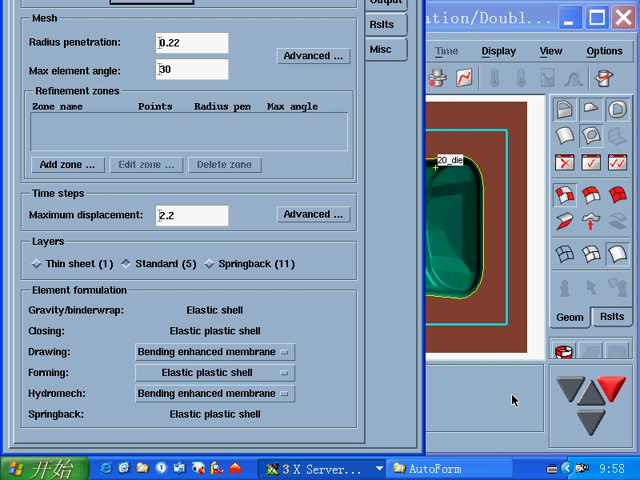 Output
Rslts
Misc
ation/Doubl...
Time Display View Options
Mesh
Radius penetration: 0.22
Max element angle: 30
Advanced ...
Refinement zones
Zone name Points Radius pen Max angle
Add zone ... Edit zone ... Delete zone
Time steps
Maximum displacement: 2.2
Advanced ...
Layers
Thin sheet (1) Standard (5) Springback (11)
Element formulation
Gravity/binderwrap: Elastic shell
Closing: Elastic plastic shell
Drawing: Bending enhanced membrane
Forming: Elastic plastic shell
Hydromech: Bending enhanced membrane
Springback: Elastic plastic shell
20_die
Geom Rslts
开始
3 X Server...
AutoForm
9:58